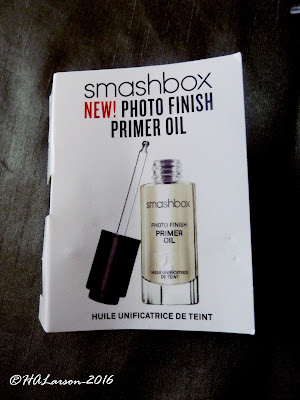 smashbox
NEW! PHOTO FINISH
PRIMER OIL
smashbox
PHOTO FINISH
PRIMER
OIL
HUILE UNIFICATRICE
DE TEINT
HUILE UNIFICATRICE DE TEINT
©HALarson-2016